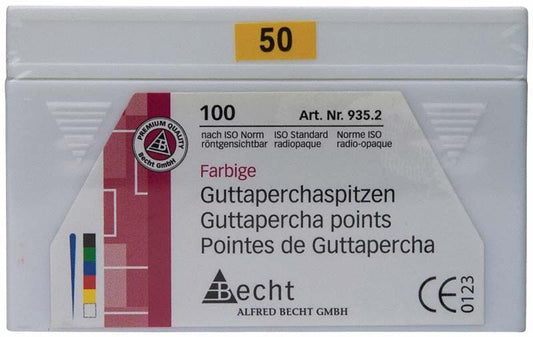 50
PREMIUM QUALITY
Becht GmbH
100 Art. Nr. 935.2
nach ISO Norm ISO Standard Norme ISO
röntgensichtbar radiopaque radio-opaque
Farbige
Guttaperchaspitzen
Guttapercha points
Pointes de Guttapercha
Becht
ALFRED BECHT GMBH
CE 0123